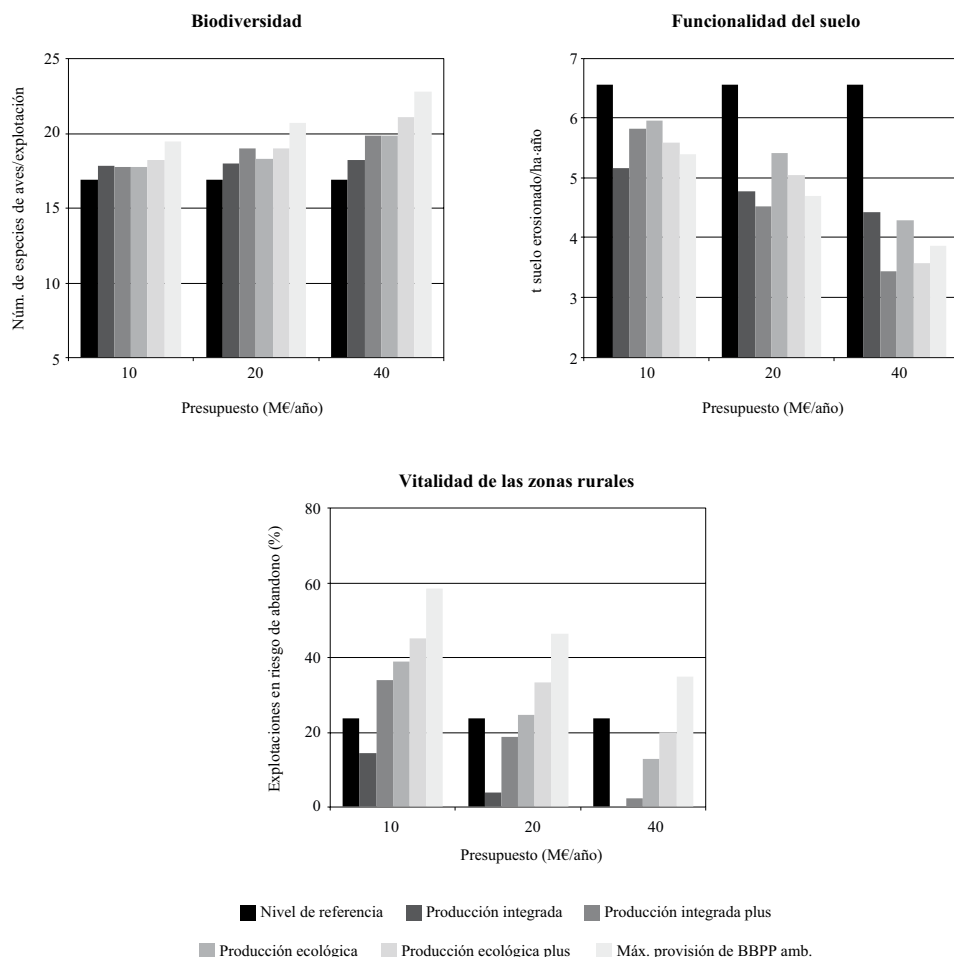 Biodiversidad
Núm. de especies de aves/explotación
25
20
15
10
5
10 20 40
Presupuesto (M€/año)
Funcionalidad del suelo
t suelo erosionado/ha·año
7
6
5
4
3
2
10 20 40
Presupuesto (M€/año)
Vitalidad de las zonas rurales
Explotaciones en riesgo de abandono (%)
80
60
40
20
0
10 20 40
Presupuesto (M€/año)
Nivel de referencia Producción integrada Producción integrada plus
Producción ecológica Producción ecológica plus Máx. provisión de BBPP amb.